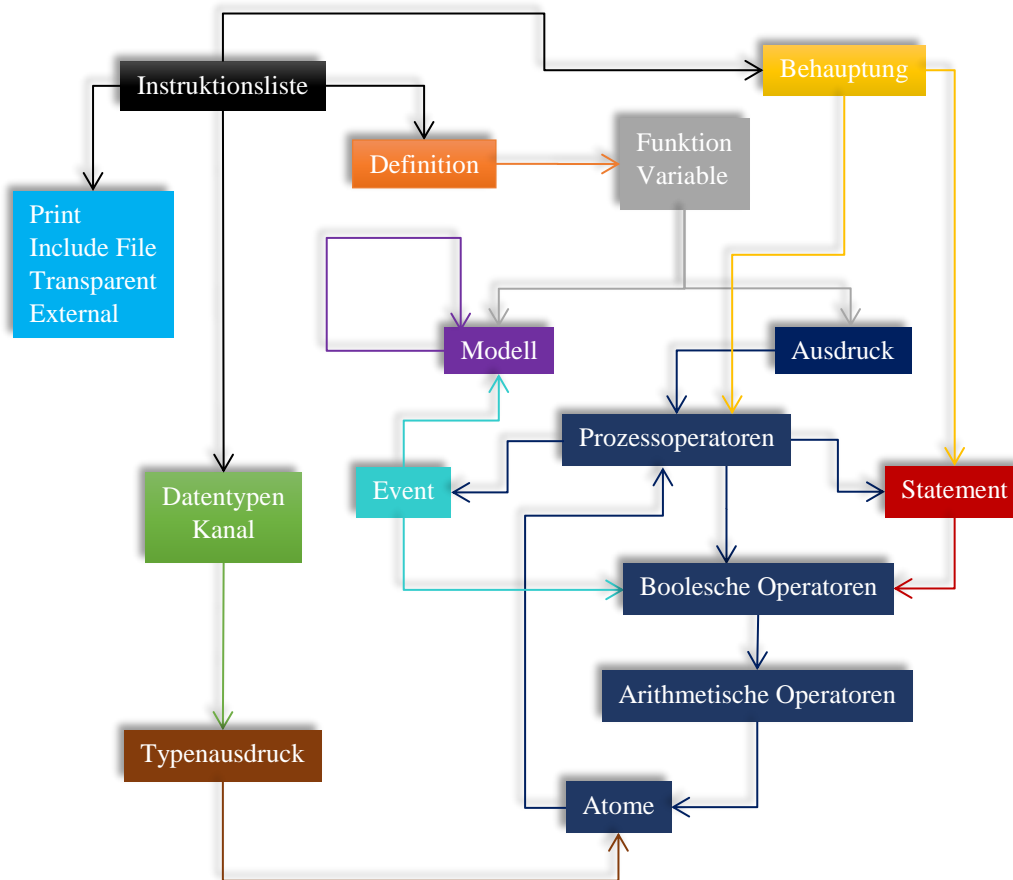 Instruktionsliste
Behauptung
Definition
Funktion
Variable
Print
Include File
Transparent
External
Modell
Ausdruck
Prozessoperatoren
Event
Statement
Datentypen
Kanal
Boolesche Operatoren
Arithmetische Operatoren
Typenausdruck
Atome